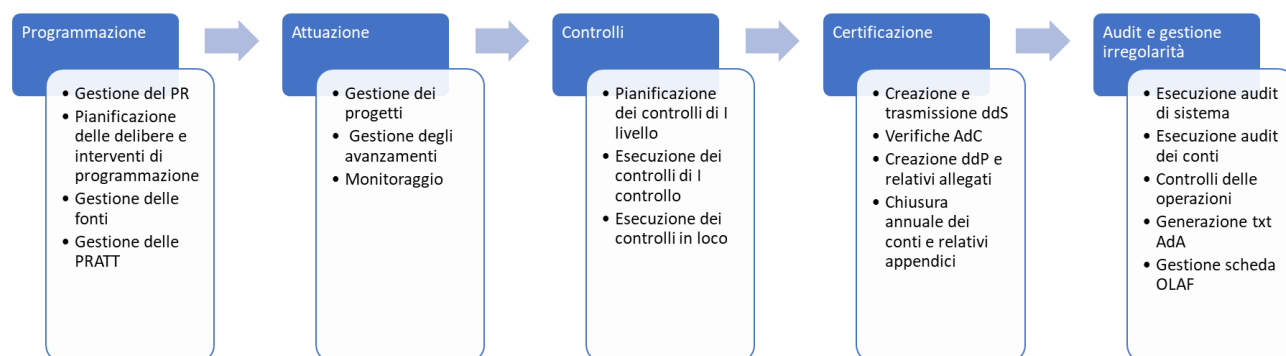 Programmazione
• Gestione del PR
• Pianificazione
delle delibere e
interventi di
programmazione
• Gestione delle
fonti
• Gestione delle
PRATT
Attuazione
• Gestione dei
progetti
• Gestione degli
avanzamenti
• Monitoraggio
Controlli
• Pianificazione
dei controlli di I
livello
• Esecuzione dei
controlli di I
controllo
• Esecuzione dei
controlli in loco
Certificazione
• Creazione e
trasmissione ddS
• Verifiche AdC
• Creazione ddP e
relativi allegati
• Chiusura
annuale dei
conti e relativi
appendici
Audit e gestione
irregolarità
• Esecuzione audit
di sistema
• Esecuzione audit
dei conti
• Controlli delle
operazioni
• Generazione txt
AdA
• Gestione scheda
OLAF